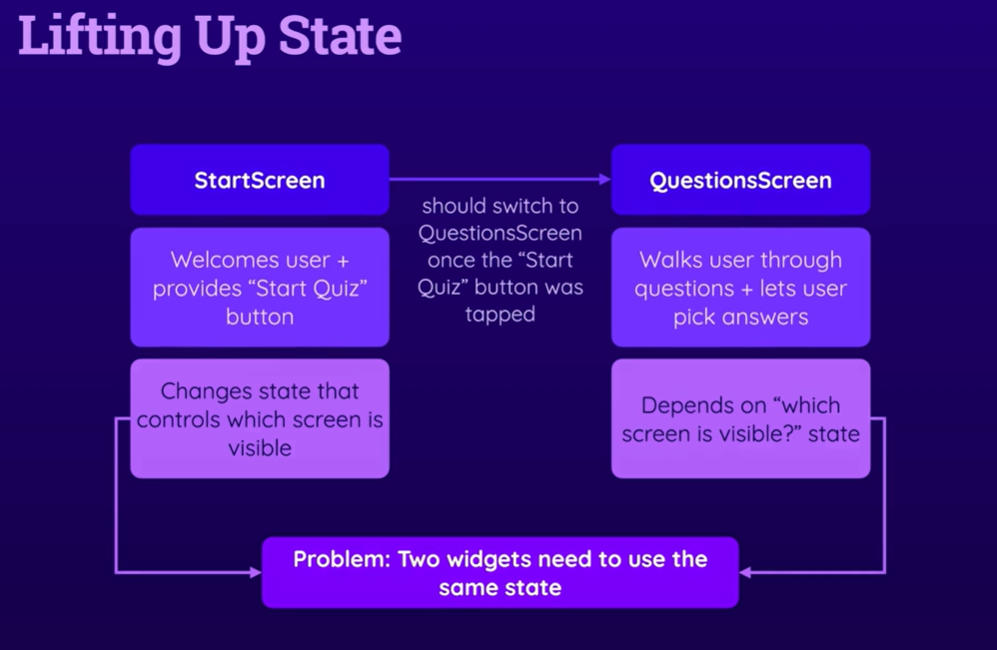 Lifting Up State
StartScreen
should switch to
QuestionsScreen
once the “Start
Quiz” button was
tapped
QuestionsScreen
Welcomes user +
provides “Start Quiz”
button
Walks user through
questions + lets user
pick answers
Changes state that
controls which screen is
visible
Depends on “which
screen is visible?” state
Problem: Two widgets need to use the
same state